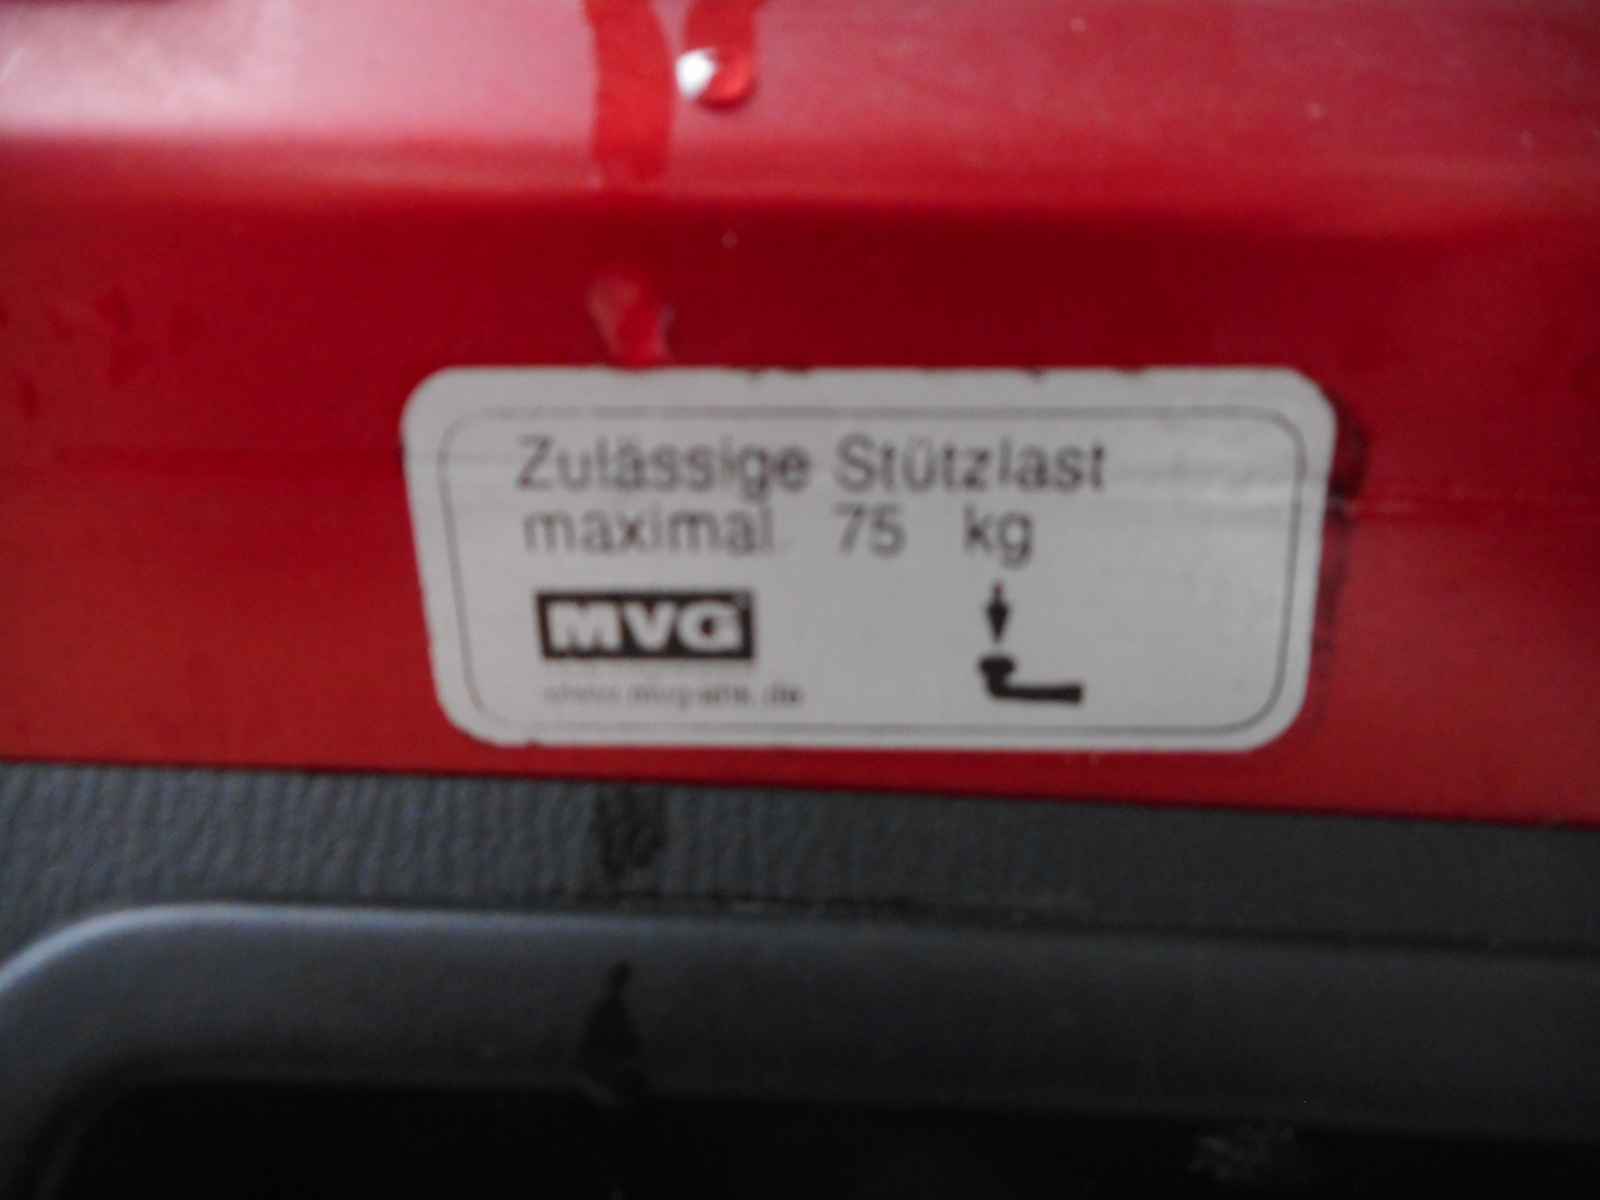 Zulässige Stützlast
maximal 75 kg
MVG